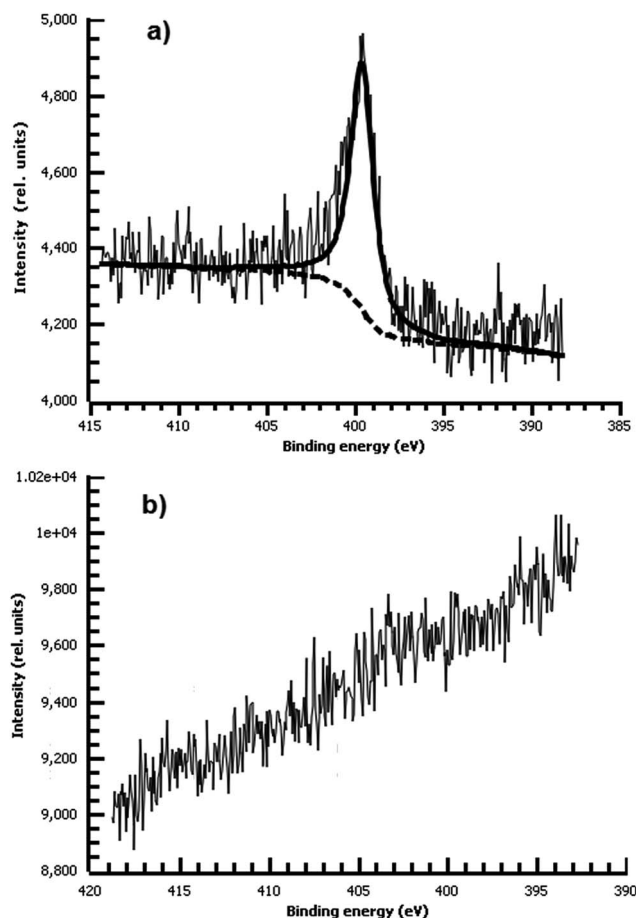 a)
Intensity (rel. units)
5,000
4,800
4,600
4,400
4,200
4,000
415 410 405 400 395 390 385
Binding energy (eV)
b)
Intensity (rel. units)
1.02e+04
1e+04
9,800
9,600
9,400
9,200
9,000
8,800
420 415 410 405 400 395 390
Binding energy (eV)